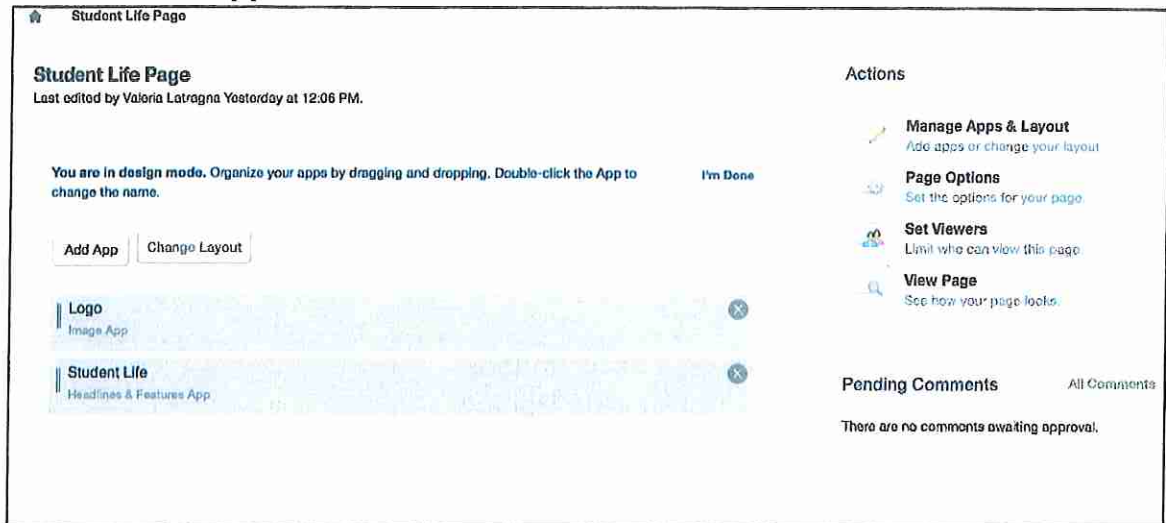 Student Life Page
Student Life Page
Last edited by Valeria Latragna Yesterday at 12:06 PM.
You are in design mode. Organize your apps by dragging and dropping. Double-click the App to
change the name.
I'm Done
Add App
Change Layout
Logo
Image App
Student Life
Headlines & Features App
Actions
Manage Apps & Layout
Add apps or change your layout
Page Options
Set the options for your page.
Set Viewers
Limit who can view this page.
View Page
See how your page looks.
Pending Comments
All Comments
There are no comments awaiting approval.